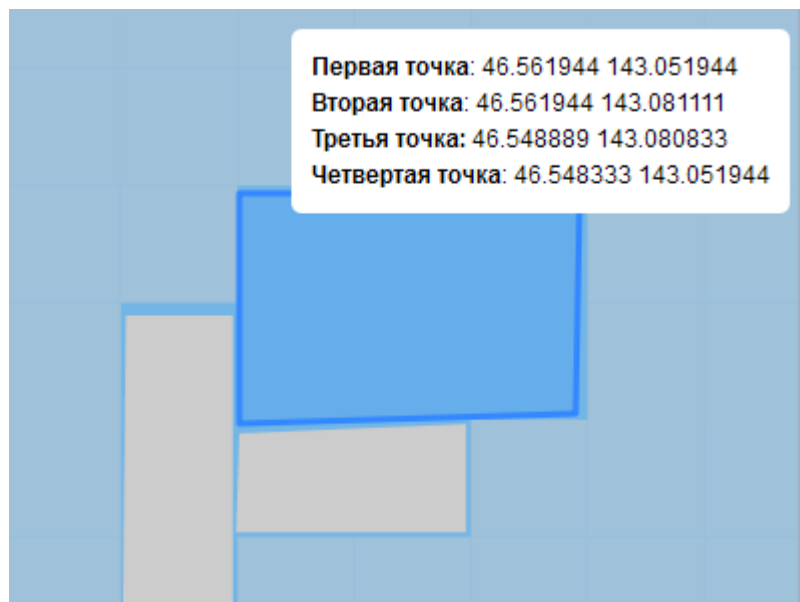 Первая точка: 46.561944 143.051944
Вторая точка: 46.561944 143.081111
Третья точка: 46.548889 143.080833
Четвертая точка: 46.548333 143.051944